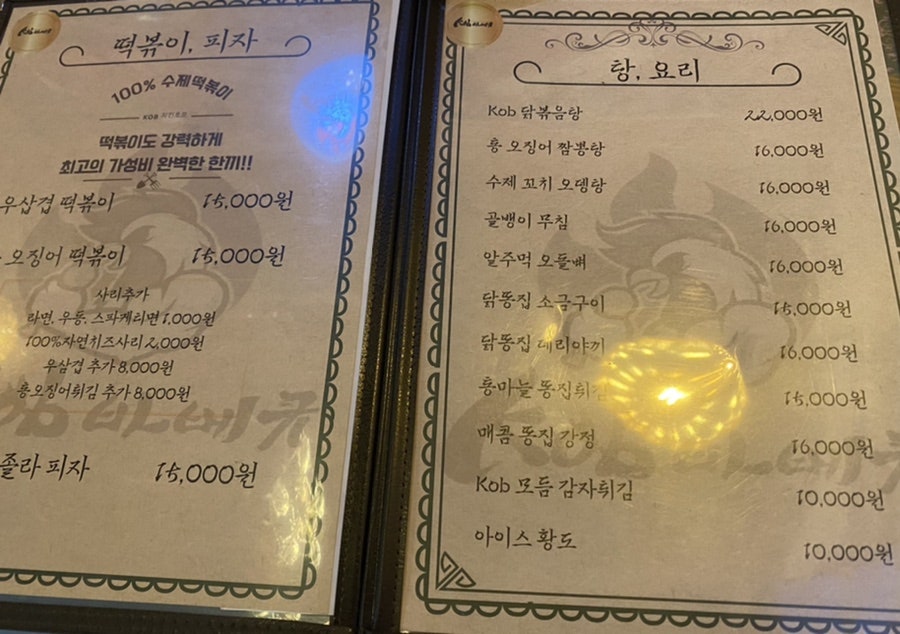 떡볶이, 피자
100% 수제떡볶이
떡볶이도 강력하게
최고의 가성비 완벽한 한끼!!
우삼겹 떡볶이 15,000원
오징어 떡볶이 15,000원
사리추가
라면, 우동, 스파게티면 1,000원
100%자연치즈사리 2,000원
우삼겹 추가 8,000원
통오징어튀김 추가 8,000원
졸라 피자 15,000원
탕, 요리
Kob 닭볶음탕 22,000원
통 오징어 짬뽕탕 16,000원
수제 꼬치 오뎅탕 16,000원
골뱅이 무침 16,000원
알주먹 오돌뼈 16,000원
닭똥집 소금구이 15,000원
닭똥집 데리야끼 16,000원
통마늘 똥집튀김 15,000원
매콤 똥집 강정 16,000원
Kob 모듬 감자튀김 10,000원
아이스 황도 10,000원
Kob 바베큐